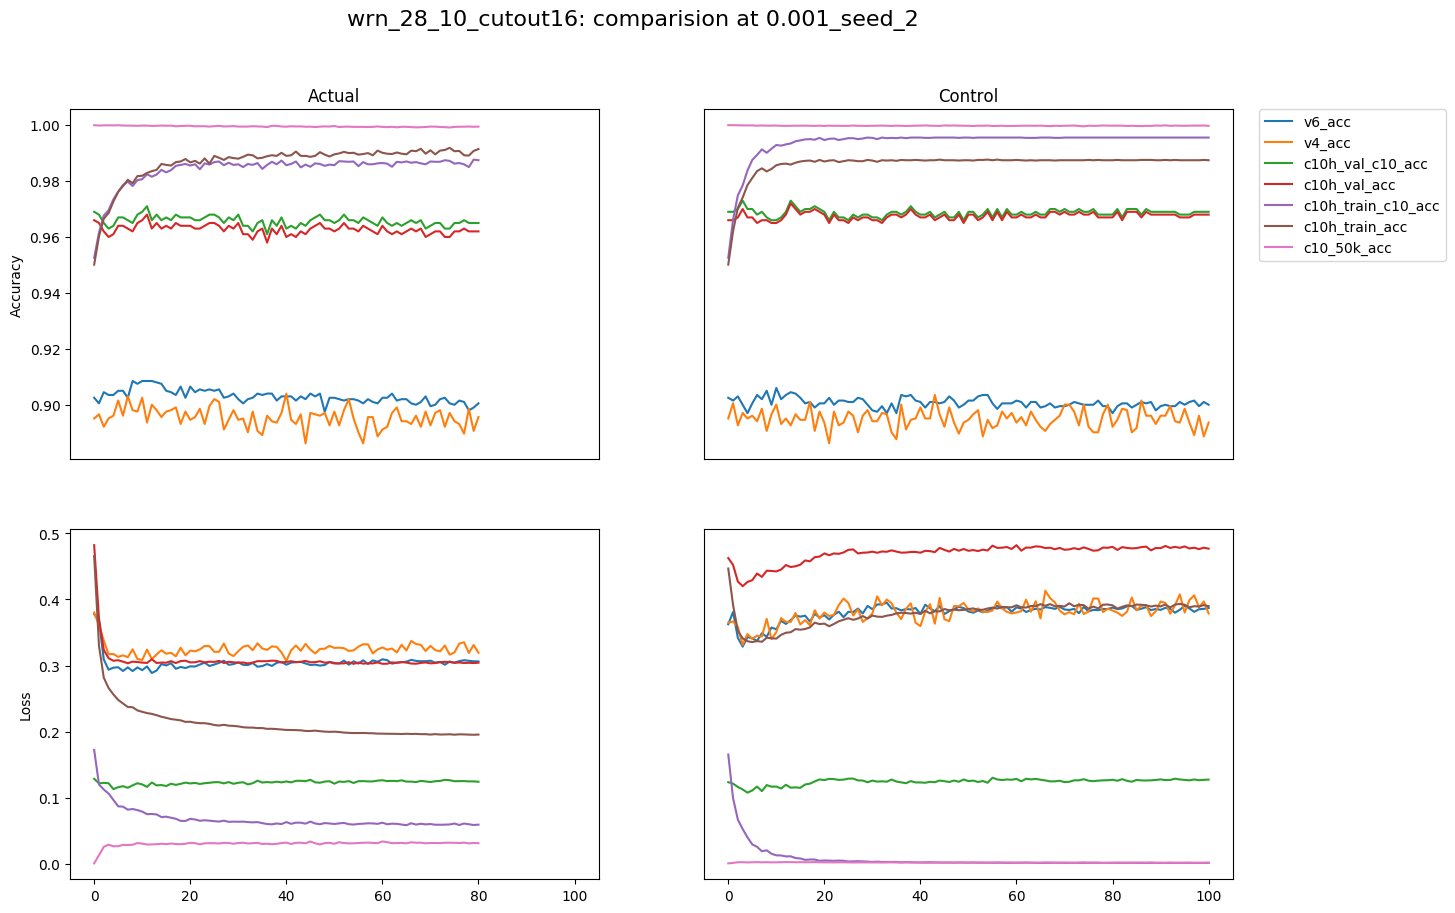 wrn_28_10_cutout16: comparision at 0.001_seed_2
Actual
Control
Accuracy
1.00
0.98
0.96
0.94
0.92
0.90
v6_acc
v4_acc
c10h_val_c10_acc
c10h_val_acc
c10h_train_c10_acc
c10h_train_acc
c10_50k_acc
Loss
0.5
0.4
0.3
0.2
0.1
0.0
0 20 40 60 80 100
0 20 40 60 80 100